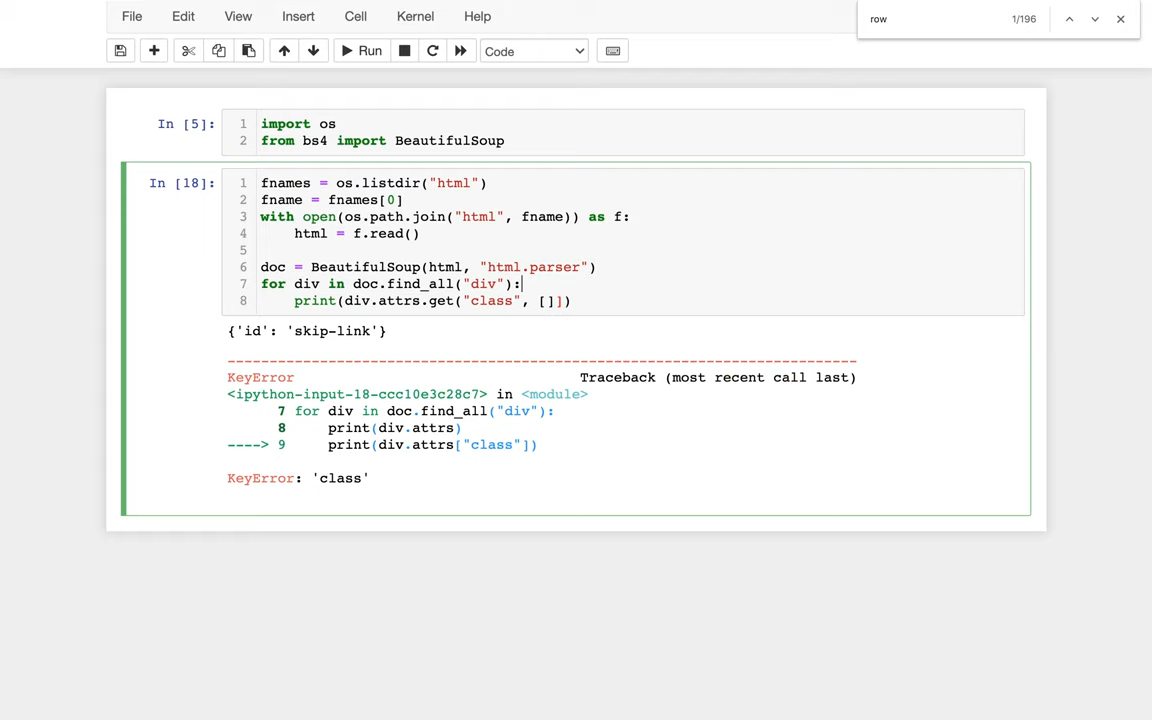 File Edit View Insert Cell Kernel Help
row 1/196
Run Code
In [5]:
1 import os
2 from bs4 import BeautifulSoup
In [18]:
1 fnames = os.listdir("html")
2 fname = fnames[0]
3 with open(os.path.join("html", fname)) as f:
4     html = f.read()
5
6 doc = BeautifulSoup(html, "html.parser")
7 for div in doc.find_all("div"):
8     print(div.attrs.get("class", []])
{'id': 'skip-link'}
---------------------------------------------------------------------------
KeyError                                  Traceback (most recent call last)
<ipython-input-18-ccc10e3c28c7> in <module>
      7 for div in doc.find_all("div"):
      8     print(div.attrs)
----> 9     print(div.attrs["class"])
KeyError: 'class'